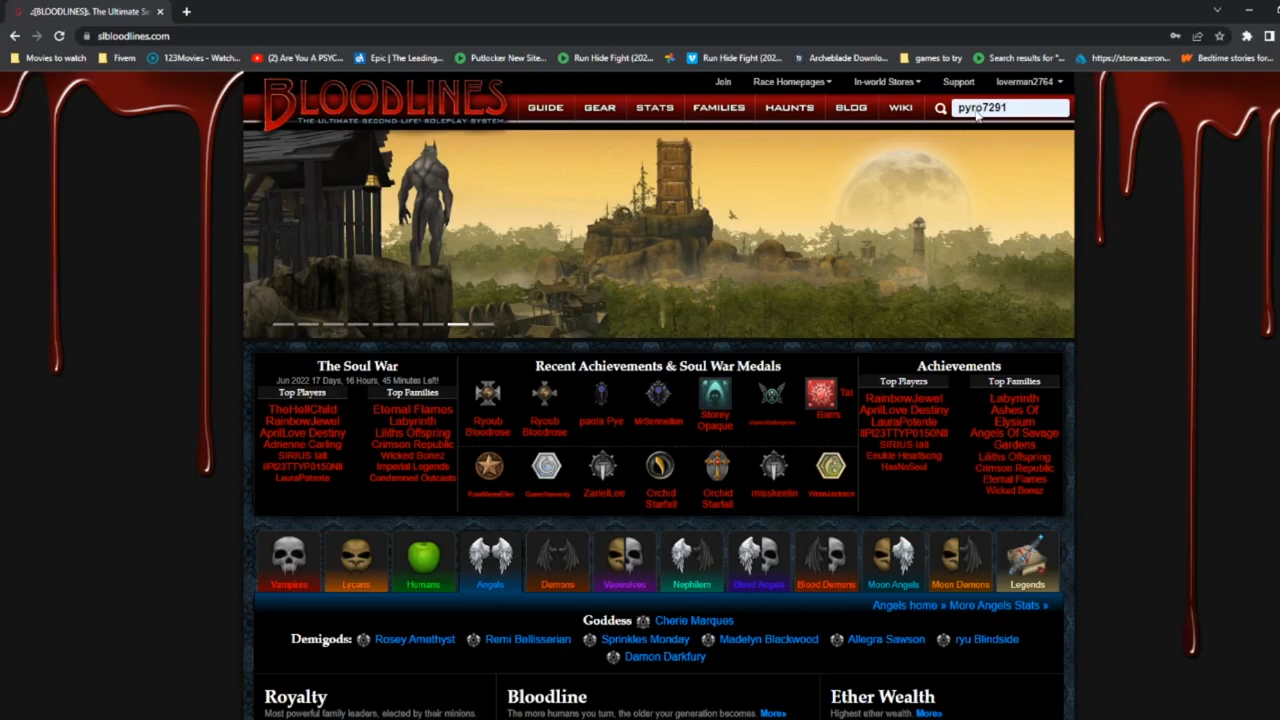 [BLOODLINES]: The Ultimate Se
slbloodlines.com
Movies to watch
Fivem
123Movies - Watch...
(2) Are You A PSYC...
Epic | The Leading...
Putlocker New Site...
Run Hide Fight (202...
Run Hide Fight (202...
Archeblade Downlo...
games to try
Search results for "...
https://store.azeron...
Bedtime stories for...
Join
Race Homepages
In-world Stores
Support
loverman2764
BLOODLINES
THE ULTIMATE SECOND LIFE® ROLEPLAY SYSTEM
GUIDE
GEAR
STATS
FAMILIES
HAUNTS
BLOG
WIKI
pyro7291
The Soul War
Jun 2022 17 Days, 16 Hours, 45 Minutes Left!
Top Players
TheHellChild
RainbowJewel
AprilLove Destiny
Adrienne Carling
SIRIUS Iall
IIPI23TTYP0150NII
LauraPotente
Top Families
Eternal Flames
Labyrinth
Liliths Offspring
Crimson Republic
Wicked Bonez
Imperial Legends
Condemned Outcasts
Recent Achievements & Soul War Medals
Ryoub Bloodrose
Ryoub Bloodrose
paola Pye
Storey Opaque
Tai Barrs
ZaneilLee
Orchid Starfall
Orchid Starfall
misskeelin
Achievements
Top Players
RainbowJewel
AprilLove Destiny
LauraPotente
IIPI23TTYP0150NII
SIRIUS Iall
Eeukie Heartsong
HasNoSoul
Top Families
Labyrinth
Ashes Of Elysium
Angels Of Savage Gardens
Liliths Offspring
Crimson Republic
Eternal Flames
Wicked Bonez
Vampires
Lycans
Humans
Angels
Demons
Vaewolves
Nephilem
Blood Angels
Blood Demons
Moon Angels
Moon Demons
Legends
Angels home » More Angels Stats »
Goddess Cherie Marques
Demigods: Rosey Amethyst Remi Bellisserian Sprinkles Monday Madelyn Blackwood Allegra Sawson ryu Blindside
Damon Darkfury
Royalty
Most powerful family leaders, elected by their minions.
Bloodline
The more humans you turn, the older your generation becomes. More»
Ether Wealth
Highest ether wealth. More»